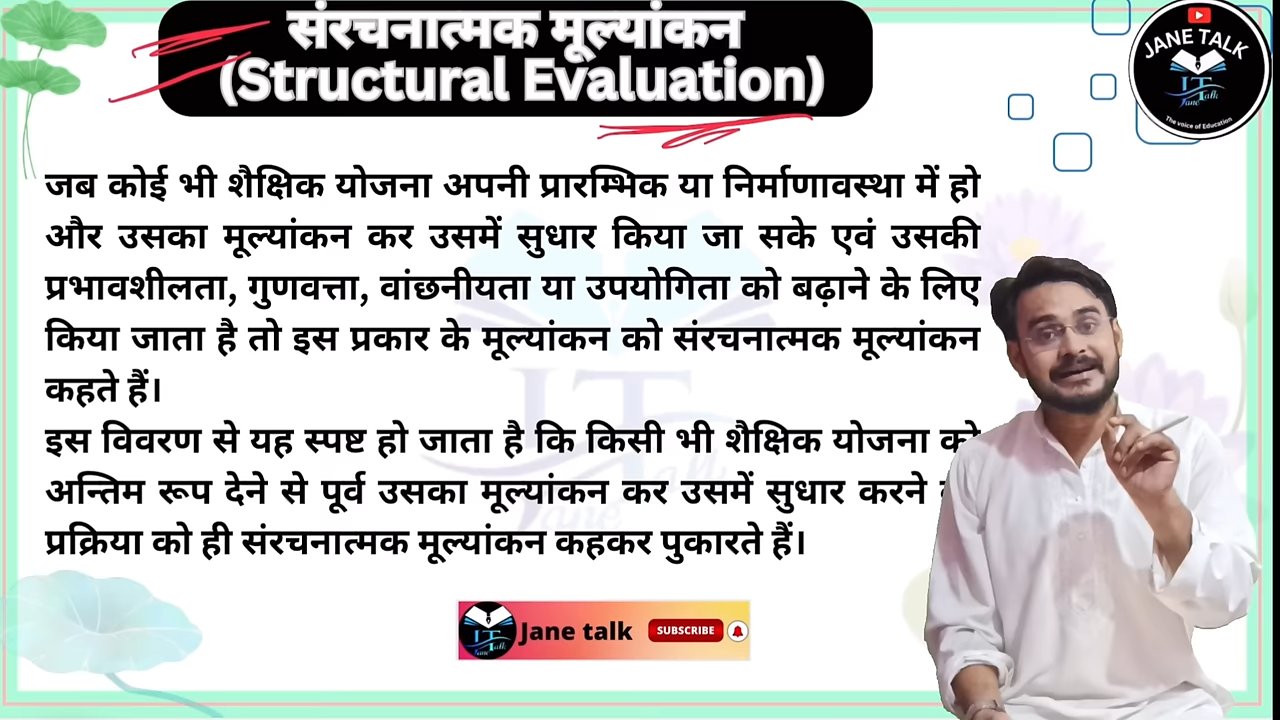 संरचनात्मक मूल्यांकन
(Structural Evaluation)
JANE TALK
JT
Jane Talk
The voice of Education
जब कोई भी शैक्षिक योजना अपनी प्रारम्भिक या निर्माणावस्था में हो
और उसका मूल्यांकन कर उसमें सुधार किया जा सके एवं उसकी
प्रभावशीलता, गुणवत्ता, वांछनीयता या उपयोगिता को बढ़ाने के लिए
किया जाता है तो इस प्रकार के मूल्यांकन को संरचनात्मक मूल्यांकन
कहते हैं।
इस विवरण से यह स्पष्ट हो जाता है कि किसी भी शैक्षिक योजना को
अन्तिम रूप देने से पूर्व उसका मूल्यांकन कर उसमें सुधार करने
प्रक्रिया को ही संरचनात्मक मूल्यांकन कहकर पुकारते हैं।
Jane talk SUBSCRIBE